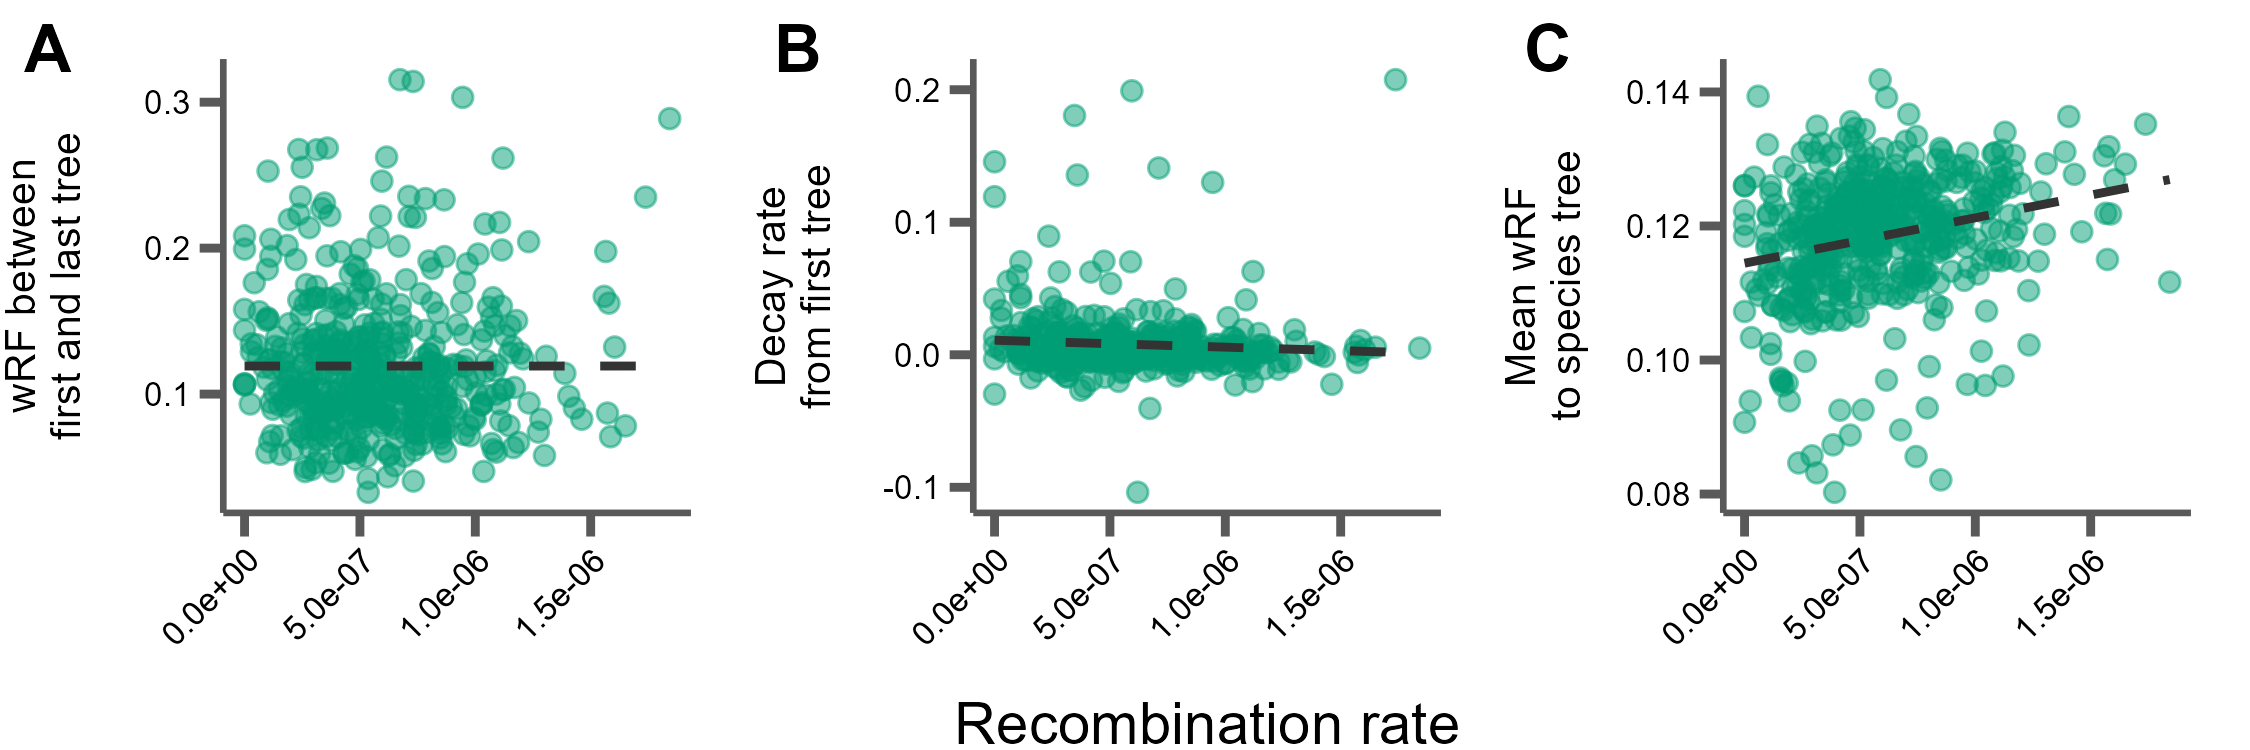 A
wRF between
first and last tree
0.3
0.2
0.1
0.0e+00
5.0e-07
1.0e-06
1.5e-06
B
Decay rate
from first tree
0.2
0.1
0.0
-0.1
0.0e+00
5.0e-07
1.0e-06
1.5e-06
C
Mean wRF
to species tree
0.14
0.12
0.10
0.08
0.0e+00
5.0e-07
1.0e-06
1.5e-06
Recombination rate